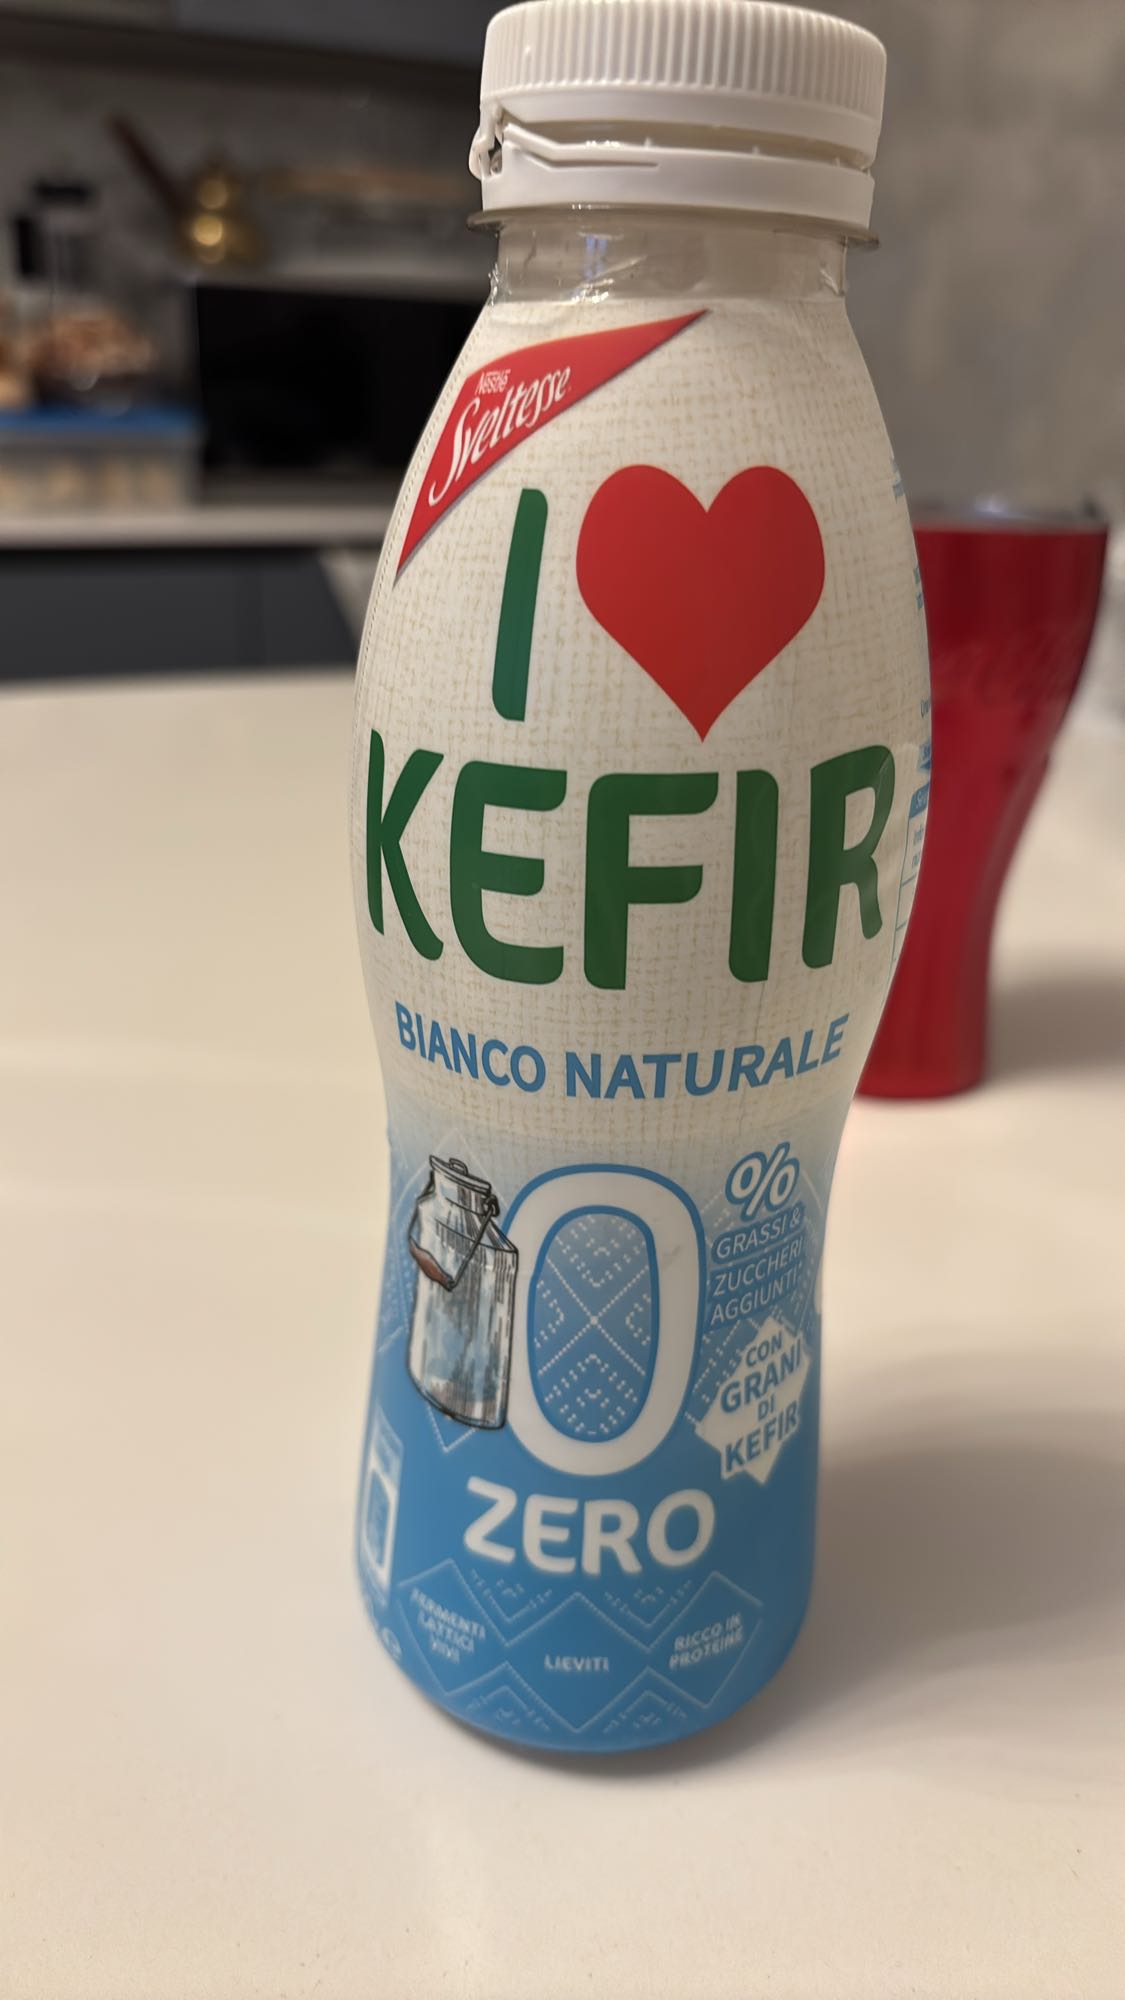 Nestlé
Sveltesse
I
KEFIR
BIANCO NATURALE
0
%
GRASSI &
ZUCCHERI
AGGIUNTI*
CON
GRANI
DI
KEFIR
ZERO
FERMENTI
LATTICI
VIVI
LIEVITI
RICCO IN
PROTEINE